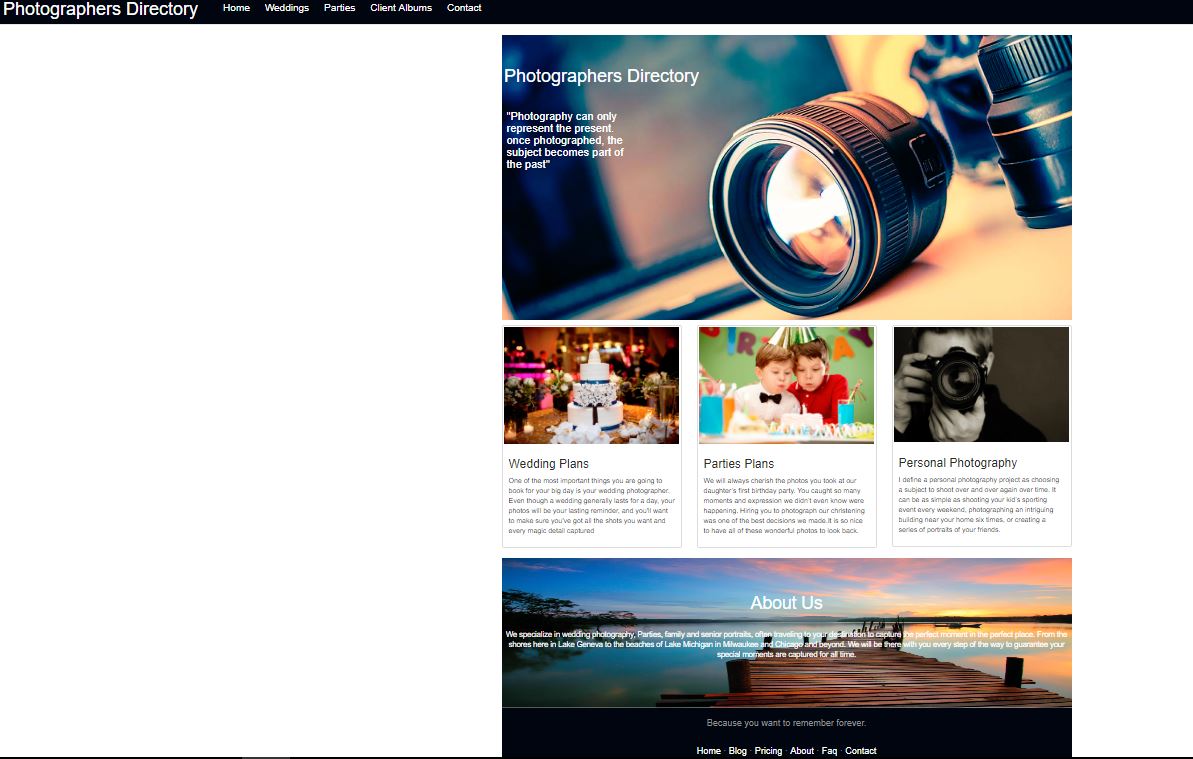 Photographers Directory Home Weddings Parties Client Albums Contact
Photographers Directory
"Photography can only
represent the present.
once photographed, the
subject becomes part of
the past"
BIR DAY
Wedding Plans
One of the most important things you are going to
book for your big day is your wedding photographer.
Even though a wedding generally lasts for a day, your
photos will be your lasting reminder, and you'll want
to make sure you've got all the shots you want and
every magic detail captured
Parties Plans
We will always cherish the photos you took at our
daughter's first birthday party. You caught so many
moments and expression we didn't even know were
happening. Hiring you to photograph our christening
was one of the best decisions we made.It is so nice
to have all of these wonderful photos to look back.
Personal Photography
I define a personal photography project as choosing
a subject to shoot over and over again over time. It
can be as simple as shooting your kid's sporting
event every weekend, photographing an intriguing
building near your home six times, or creating a
series of portraits of your friends.
About Us
We specialize in wedding photography, Parties, family and senior portraits, often traveling to your destination to capture the perfect moment in the perfect place. From the
shores here in Lake Geneva to the beaches of Lake Michigan in Milwaukee and Chicago and beyond. We will be there with you every step of the way to guarantee your
special moments are captured for all time.
Because you want to remember forever.
Home · Blog · Pricing · About · Faq · Contact